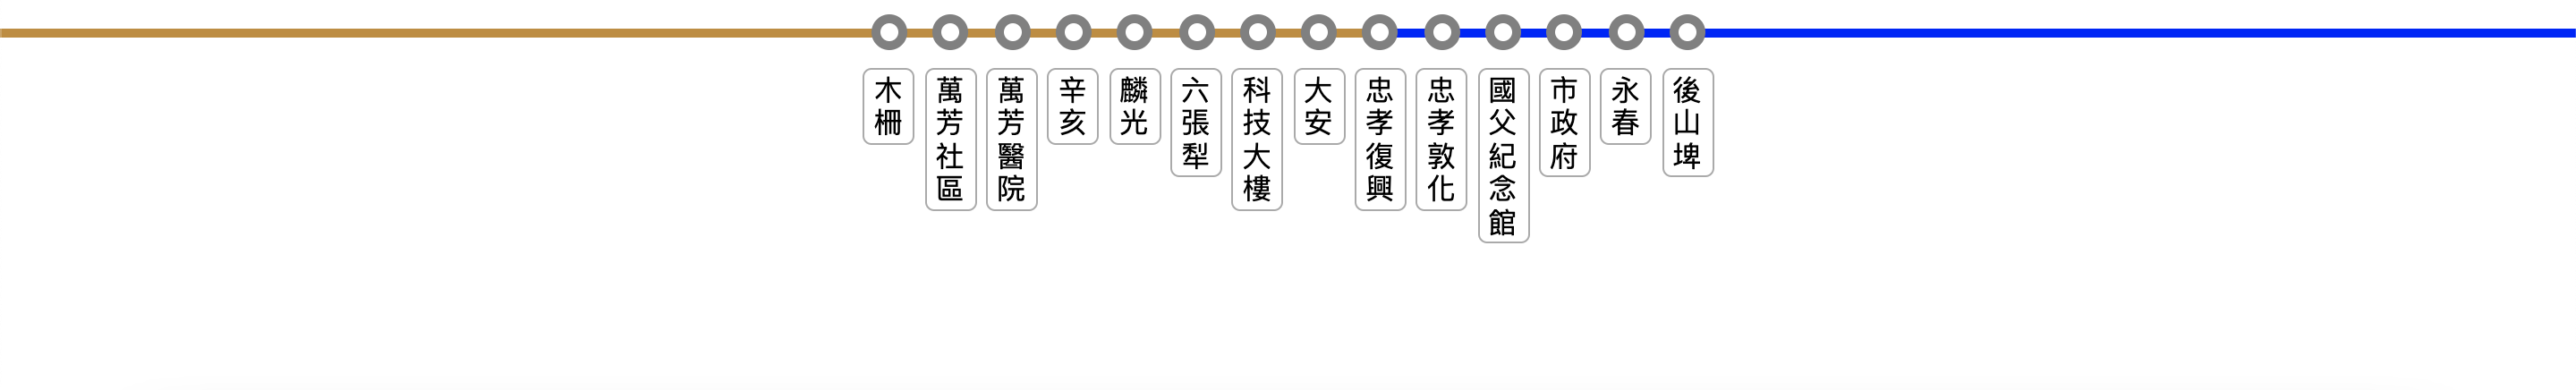 木柵
萬芳社區
萬芳醫院
辛亥
麟光
六張犁
科技大樓
大安
忠孝復興
忠孝敦化
國父紀念館
市政府
永春
後山埤